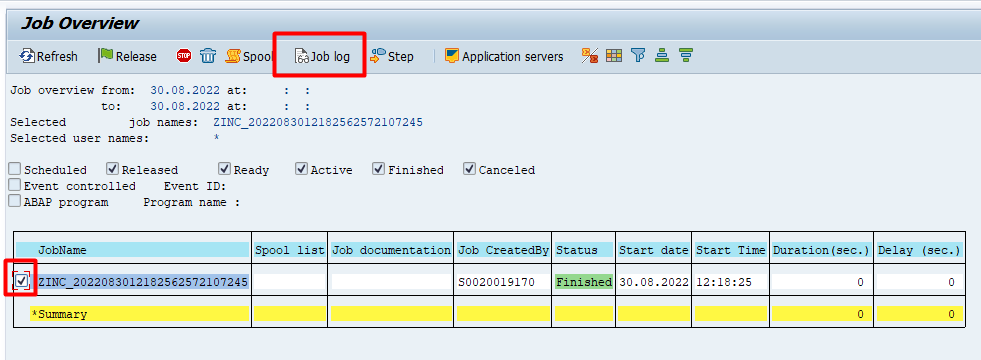 Job Overview
Refresh Release STOP Spool Job log Step Application servers
Job overview from: 30.08.2022 at: : :
to: 30.08.2022 at: : :
Selected job names: ZINC_2022083012182562572107245
Selected user names: *
Scheduled Released Ready Active Finished Canceled
Event controlled Event ID:
ABAP program Program name :
JobName Spool list Job documentation Job CreatedBy Status Start date Start Time Duration(sec.) Delay (sec.)
ZINC_2022083012182562572107245 S0020019170 Finished 30.08.2022 12:18:25 0 0
*Summary 0 0